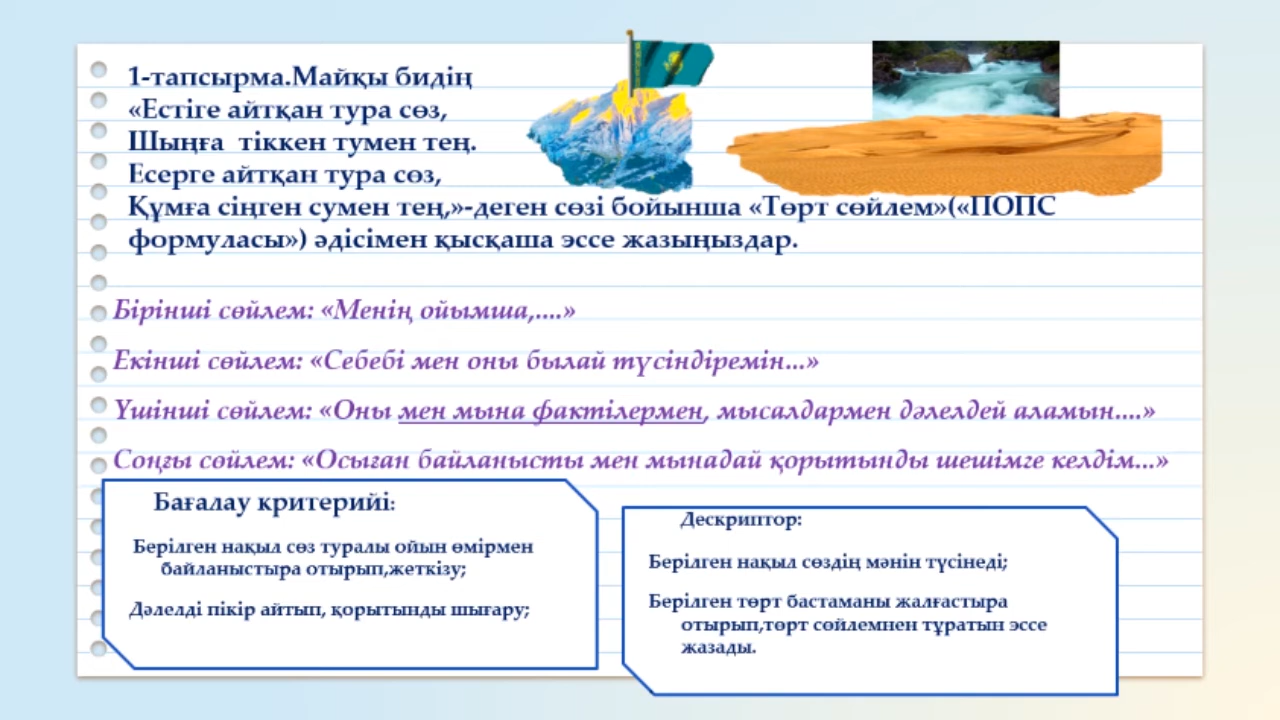 1-тапсырма.Майқы бидің
«Естіге айтқан тура сөз,
Шыңға тіккен тумен тең.
Есерге айтқан тура сөз,
Құмға сіңген сумен тең,»-деген сөзі бойынша «Төрт сөйлем»(«ПОПС
формуласы») әдісімен қысқаша эссе жазыңыздар.
Бірінші сөйлем: «Менің ойымша,....»
Екінші сөйлем: «Себебі мен оны былай түсіндіремін...»
Үшінші сөйлем: «Оны мен мына фактілермен, мысалдармен дәлелдей аламын....»
Соңғы сөйлем: «Осыған байланысты мен мынадай қорытынды шешімге келдім...»
Бағалау критерийі:
Берілген нақыл сөз туралы ойын өмірмен
байланыстыра отырып,жеткізу;
Дәлелді пікір айтып, қорытынды шығару;
Дескриптор:
Берілген нақыл сөздің мәнін түсінеді;
Берілген төрт бастаманы жалғастыра
отырып,төрт сөйлемнен тұратын эссе
жазады.